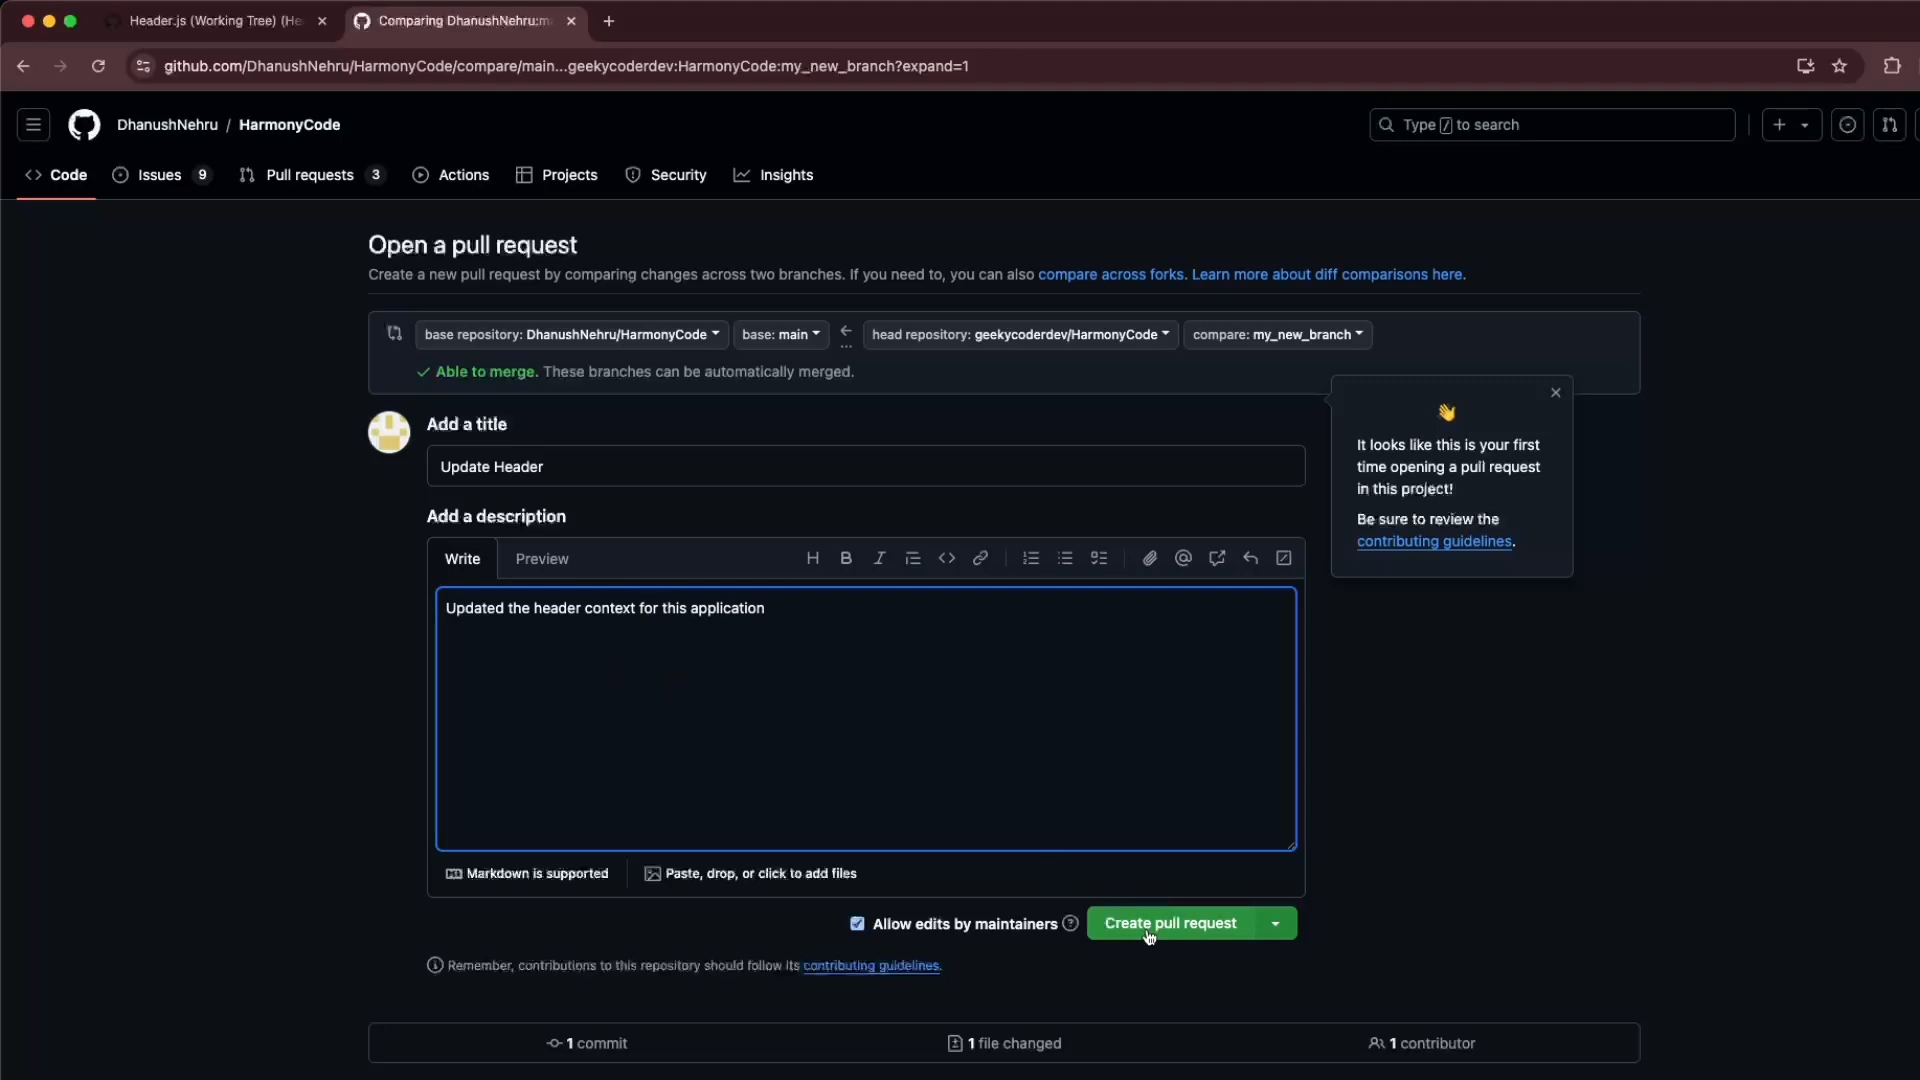 Header.js (Working Tree) (He
Comparing DhanushNehru:m
github.com/DhanushNehru/HarmonyCode/compare/main...geekycoderdev:HarmonyCode:my_new_branch?expand=1
DhanushNehru / HarmonyCode
Type / to search
Code Issues 9 Pull requests 3 Actions Projects Security Insights
Open a pull request
Create a new pull request by comparing changes across two branches. If you need to, you can also compare across forks. Learn more about diff comparisons here.
base repository: DhanushNehru/HarmonyCode base: main head repository: geekycoderdev/HarmonyCode compare: my_new_branch
Able to merge. These branches can be automatically merged.
Add a title
Update Header
It looks like this is your first
time opening a pull request
in this project!
Be sure to review the
contributing guidelines.
Add a description
Write Preview
Updated the header context for this application
Markdown is supported Paste, drop, or click to add files
Allow edits by maintainers Create pull request
Remember, contributions to this repository should follow its contributing guidelines.
1 commit 1 file changed 1 contributor